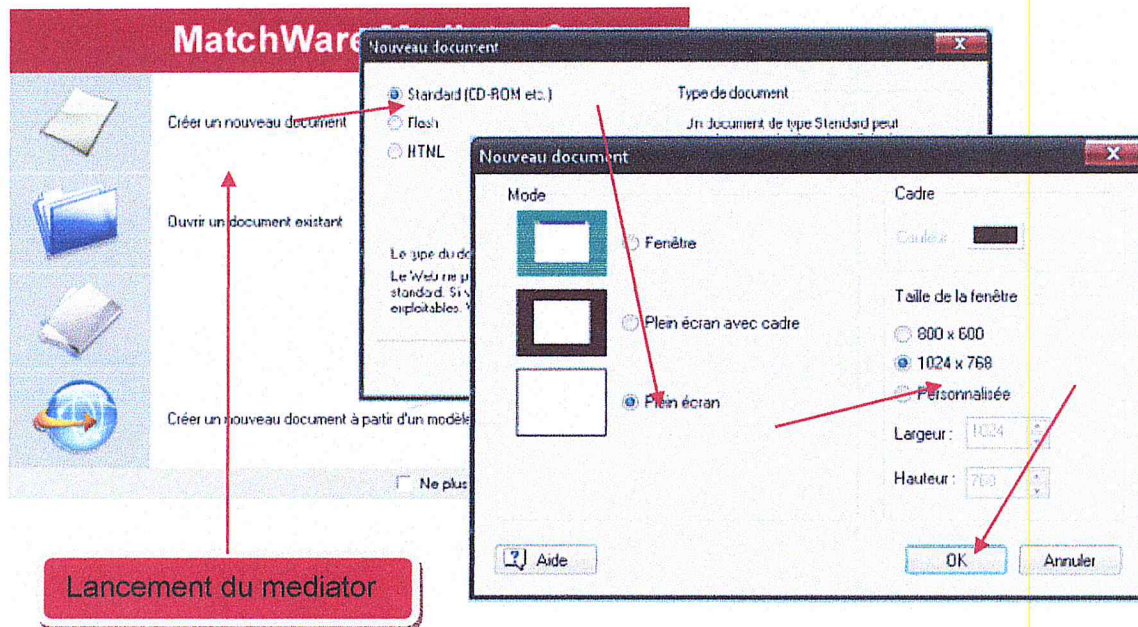 MatchWare
Nouveau document
Standard (CD-ROM etc.)
Flash
HTML
Type de document
Un document de type Standard peut
Créer un nouveau document
Ouvrir un document existant
Créer un nouveau document à partir d'un modèle
Le type du do
Le Web ne p
standard. Si v
exploitables. V
Ne plus
Nouveau document
Mode
Fenêtre
Plein écran avec cadre
Plein écran
Cadre
Couleur
Taille de la fenêtre
800 x 600
1024 x 768
Personnalisée
Largeur : 1024
Hauteur : 768
Aide
OK
Annuler
Lancement du mediator